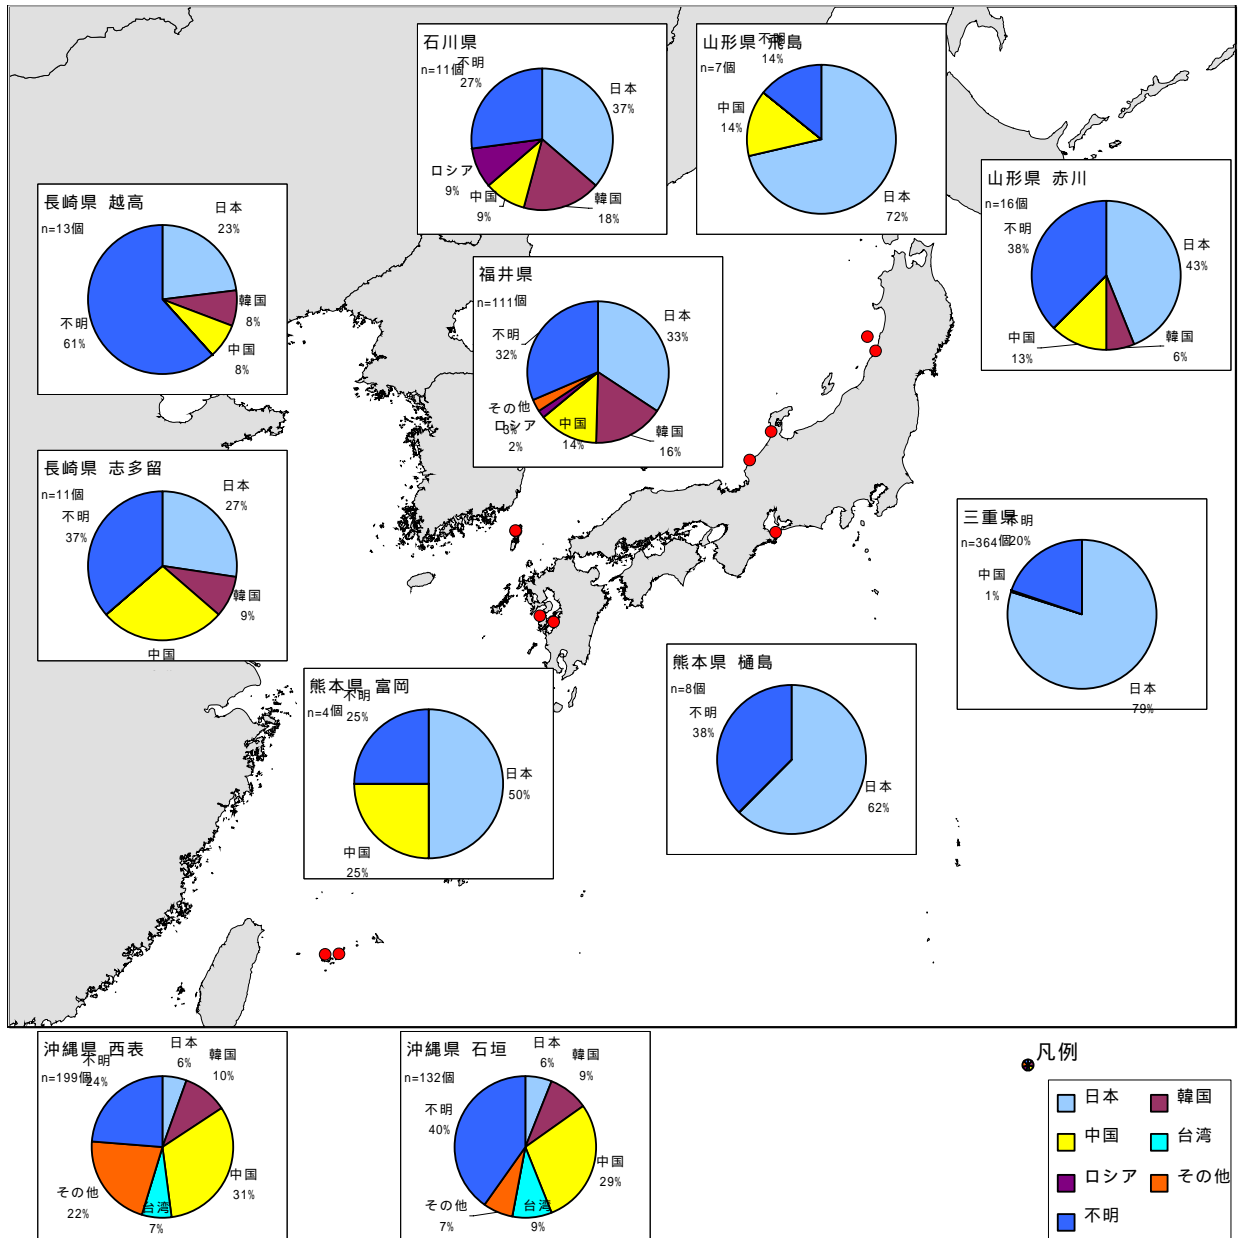 石川県
n=11個
不明
27%
日本
37%
ロシア
9%
中国
9%
韓国
18%
山形県 飛島
n=7個
不明
14%
中国
14%
日本
72%
山形県 赤川
n=16個
不明
38%
日本
43%
中国
13%
韓国
6%
長崎県 越高
n=13個
日本
23%
韓国
8%
中国
8%
不明
61%
福井県
n=111個
不明
32%
日本
33%
その他
3%
ロシア
2%
中国
14%
韓国
16%
長崎県 志多留
n=11個
不明
37%
日本
27%
韓国
9%
中国
三重県
n=364個
不明
20%
中国
1%
日本
79%
熊本県 富岡
n=4個
不明
25%
日本
50%
中国
25%
熊本県 樋島
n=8個
不明
38%
日本
62%
沖縄県 西表
n=199個
不明
24%
日本
6%
韓国
10%
中国
31%
台湾
7%
その他
22%
沖縄県 石垣
n=132個
日本
6%
韓国
9%
不明
40%
中国
29%
その他
7%
台湾
9%
凡例
日本
韓国
中国
台湾
ロシア
その他
不明